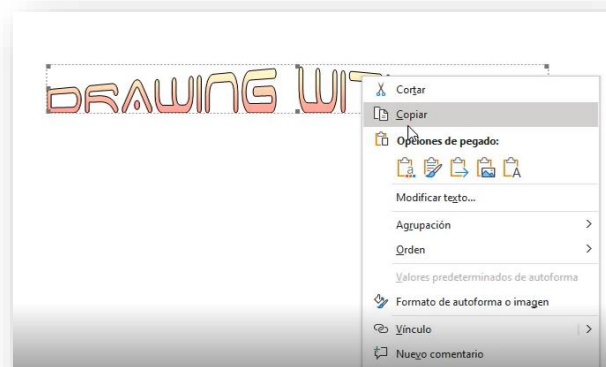 DRAWING WIT
Cortar
Copiar
Opciones de pegado:
Modificar texto...
Agrupación
Orden
Valores predeterminados de autoforma
Formato de autoforma o imagen
Vínculo
Nuevo comentario